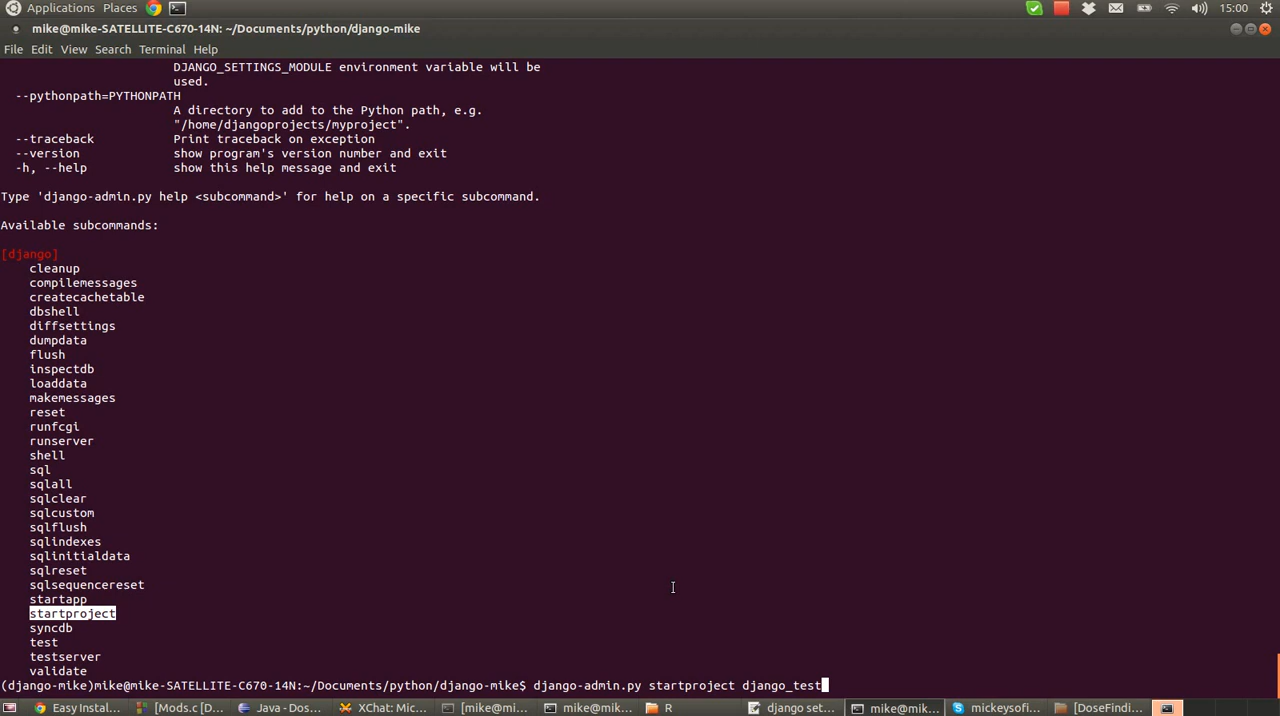 Applications Places 15:00
mike@mike-SATELLITE-C670-14N: ~/Documents/python/django-mike
File Edit View Search Terminal Help
DJANGO_SETTINGS_MODULE environment variable will be
used.
--pythonpath=PYTHONPATH
A directory to add to the Python path, e.g.
"/home/djangoprojects/myproject".
--traceback Print traceback on exception
--version show program's version number and exit
-h, --help show this help message and exit
Type 'django-admin.py help <subcommand>' for help on a specific subcommand.
Available subcommands:
[django]
cleanup
compilemessages
createcachetable
dbshell
diffsettings
dumpdata
flush
inspectdb
loaddata
makemessages
reset
runfcgi
runserver
shell
sql
sqlall
sqlclear
sqlcustom
sqlflush
sqlindexes
sqlinitialdata
sqlreset
sqlsequencereset
startapp
startproject
syncdb
test
testserver
validate
(django-mike)mike@mike-SATELLITE-C670-14N:~/Documents/python/django-mike$ django-admin.py startproject django_test
Easy Instal... [Mods.c [D... Java - Ds... XChat: Mic... [mike@mi... mike@mik... R django set... mike@mik... mickeysofi... [DoseFindi...